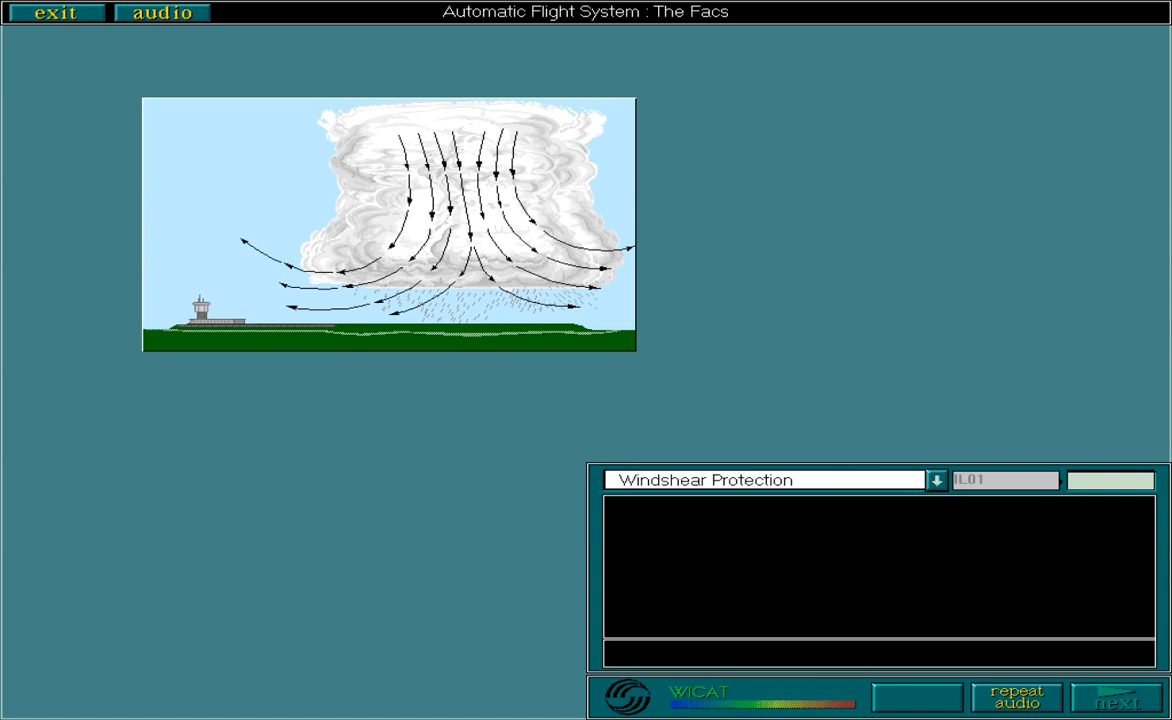 exit
audio
Automatic Flight System : The Facs
Windshear Protection
IL01
WICAT
repeat
audio
next